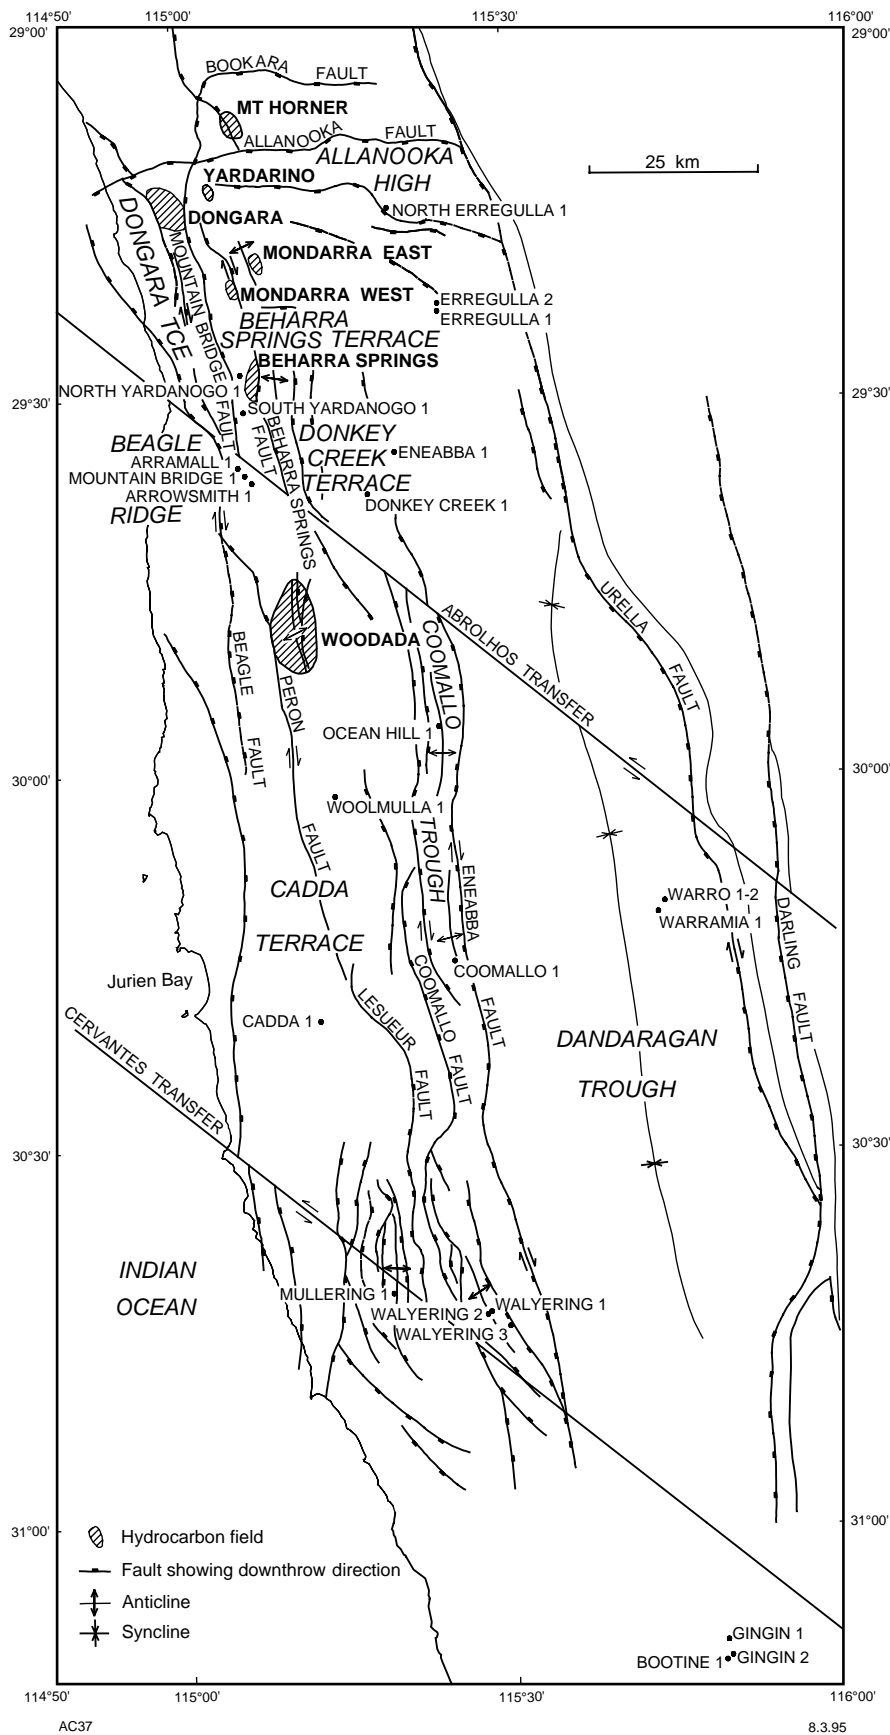 114°50' 115°00' 115°30' 116°00'
29°00' 29°00'
BOOKARA FAULT
MT HORNER
ALLANOOKA FAULT
ALLANOOKA
HIGH
25 km
YARDARINO
NORTH ERREGULLA 1
DONGARA
DONGARA TCE
MOUNTAIN BRIDGE FAULT
MONDARRA EAST
MONDARRA WEST
ERREGULLA 2
ERREGULLA 1
BEHARRA
SPRINGS TERRACE
BEHARRA SPRINGS
NORTH YARDANOGO 1
29°30' 29°30'
SOUTH YARDANOGO 1
BEHARRA SPRINGS
FAULT
DONKEY
CREEK
TERRACE
ENEABBA 1
BEAGLE
RIDGE
ARRAMALL 1
MOUNTAIN BRIDGE 1
ARROWSMITH 1
DONKEY CREEK 1
URELLA
FAULT
ABROLHOS TRANSFER
WOODADA
BEAGLE
FAULT
PERON
FAULT
COOMALLO
TROUGH
OCEAN HILL 1
30°00' 30°00'
WOOLMULLA 1
CADDA
TERRACE
ENEABBA
FAULT
WARRO 1-2
WARRAMIA 1
DARLING
FAULT
Jurien Bay
COOMALLO 1
COOMALLO FAULT
CERVANTES TRANSFER
CADDA 1
LESUEUR
FAULT
DANDARAGAN
TROUGH
30°30' 30°30'
INDIAN
OCEAN
MULLERING 1
WALYERING 1
WALYERING 2
WALYERING 3
31°00' 31°00'
Hydrocarbon field
Fault showing downthrow direction
Anticline
Syncline
GINGIN 1
BOOTINE 1 GINGIN 2
114°50' 115°00' 115°30' 116°00'
AC37 8.3.95